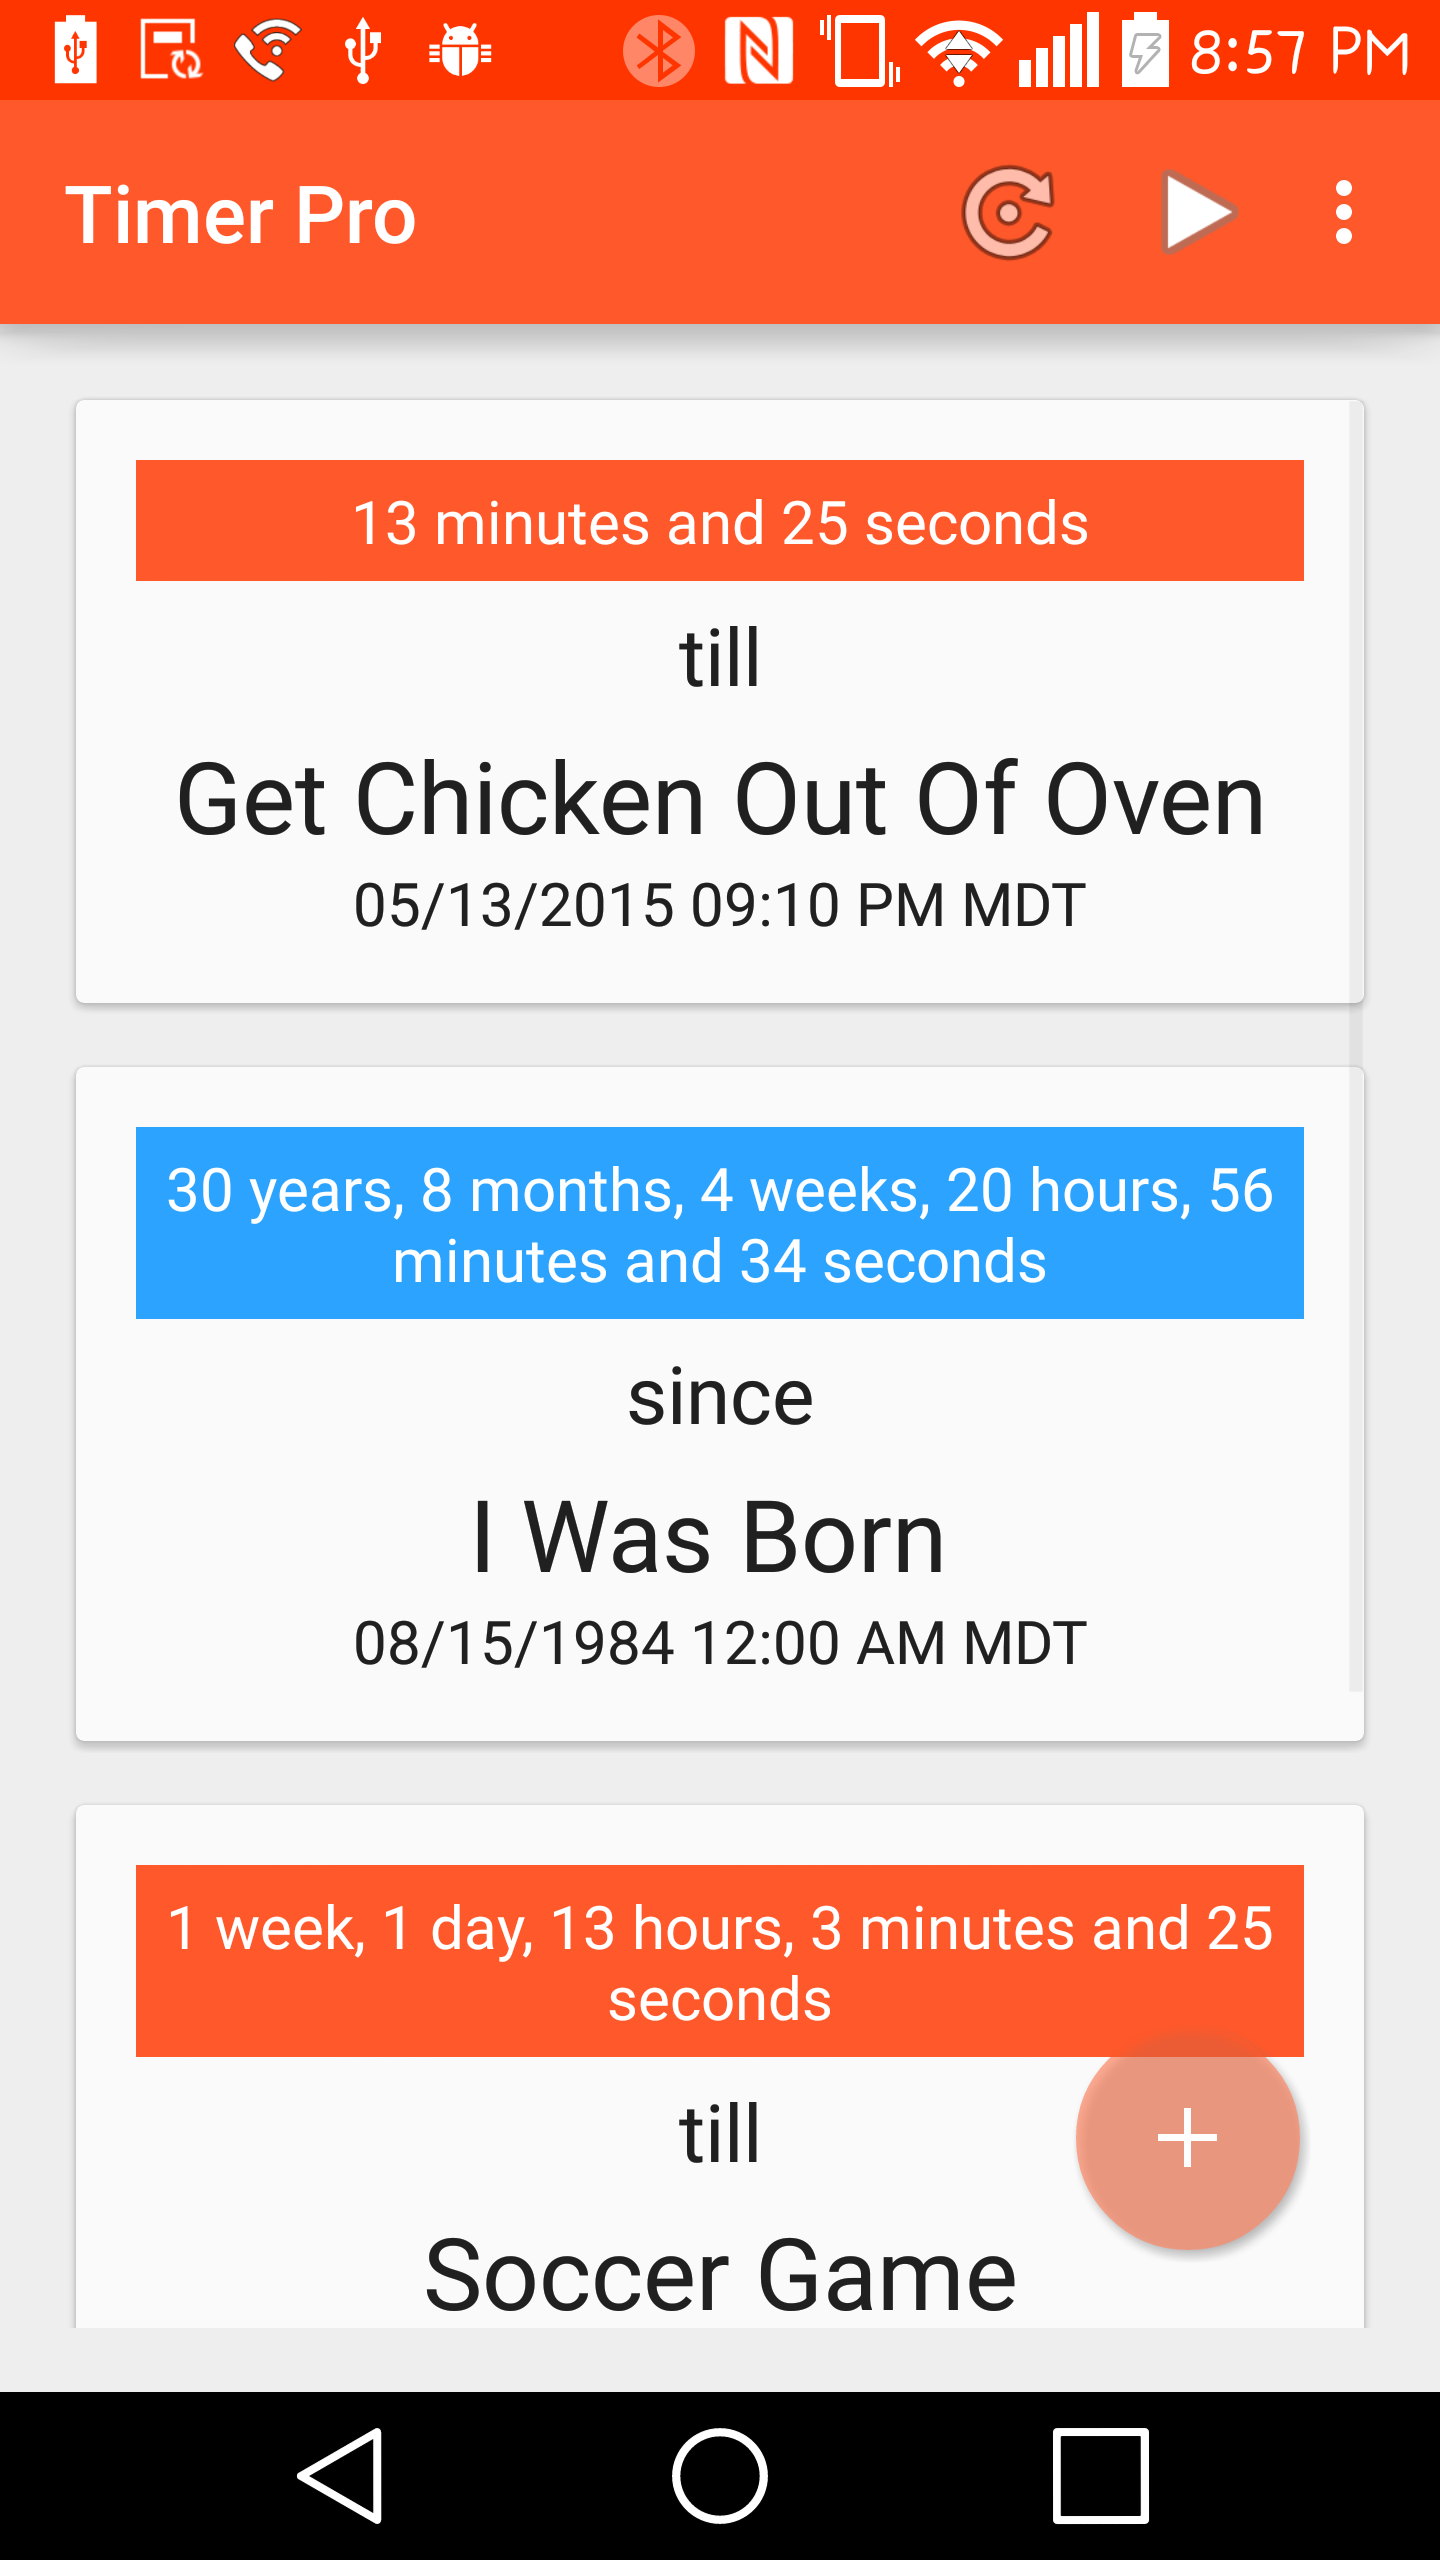 8:57 PM
Timer Pro
13 minutes and 25 seconds
till
Get Chicken Out Of Oven
05/13/2015 09:10 PM MDT
30 years, 8 months, 4 weeks, 20 hours, 56
minutes and 34 seconds
since
I Was Born
08/15/1984 12:00 AM MDT
1 week, 1 day, 13 hours, 3 minutes and 25
seconds
till
Soccer Game